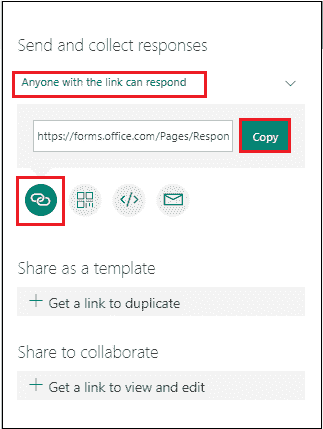 Send and collect responses
Anyone with the link can respond
https://forms.office.com/Pages/Respon
Copy
</>
Share as a template
+ Get a link to duplicate
Share to collaborate
+ Get a link to view and edit